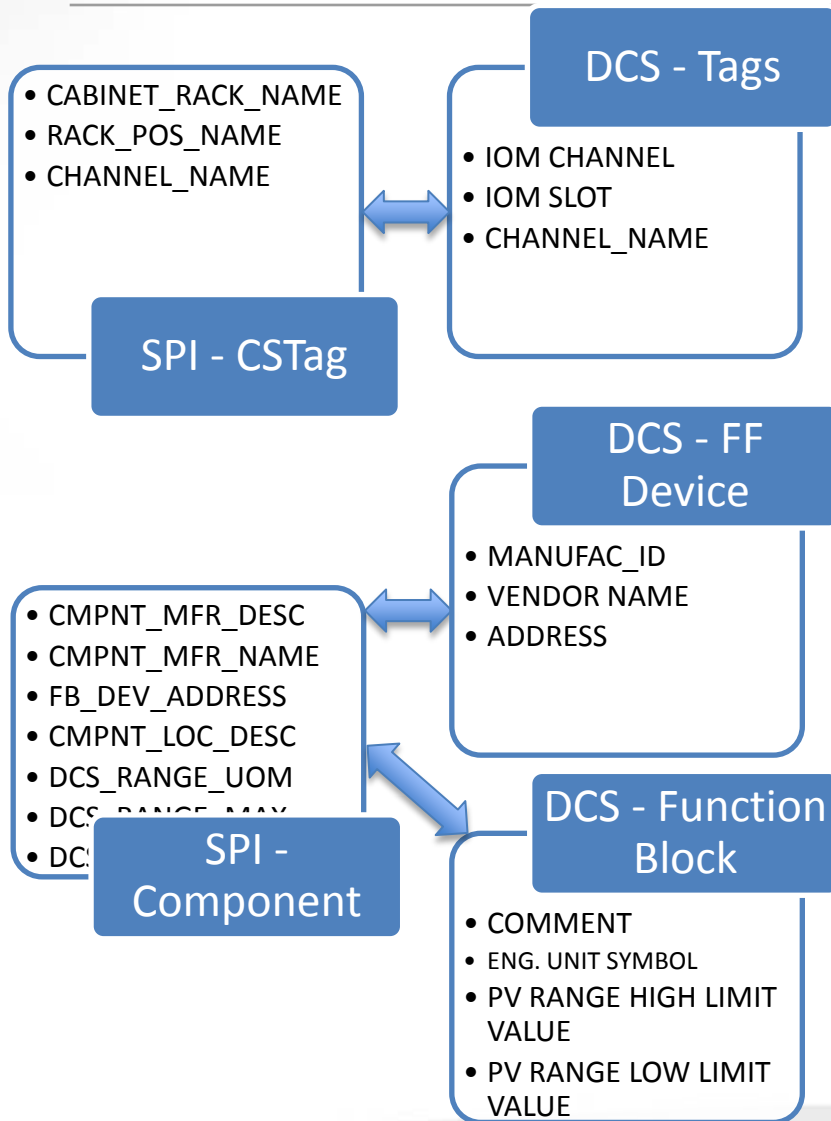 DCS - Tags
• CABINET_RACK_NAME
• RACK_POS_NAME
• CHANNEL_NAME
• IOM CHANNEL
• IOM SLOT
• CHANNEL_NAME
SPI - CSTag
DCS - FF
Device
• MANUFAC_ID
• VENDOR NAME
• ADDRESS
• CMPNT_MFR_DESC
• CMPNT_MFR_NAME
• FB_DEV_ADDRESS
• CMPNT_LOC_DESC
• DCS_RANGE_UOM
• DCS_RANGE_MAX
• DCS
SPI -
Component
DCS - Function
Block
• COMMENT
• ENG. UNIT SYMBOL
• PV RANGE HIGH LIMIT
VALUE
• PV RANGE LOW LIMIT
VALUE